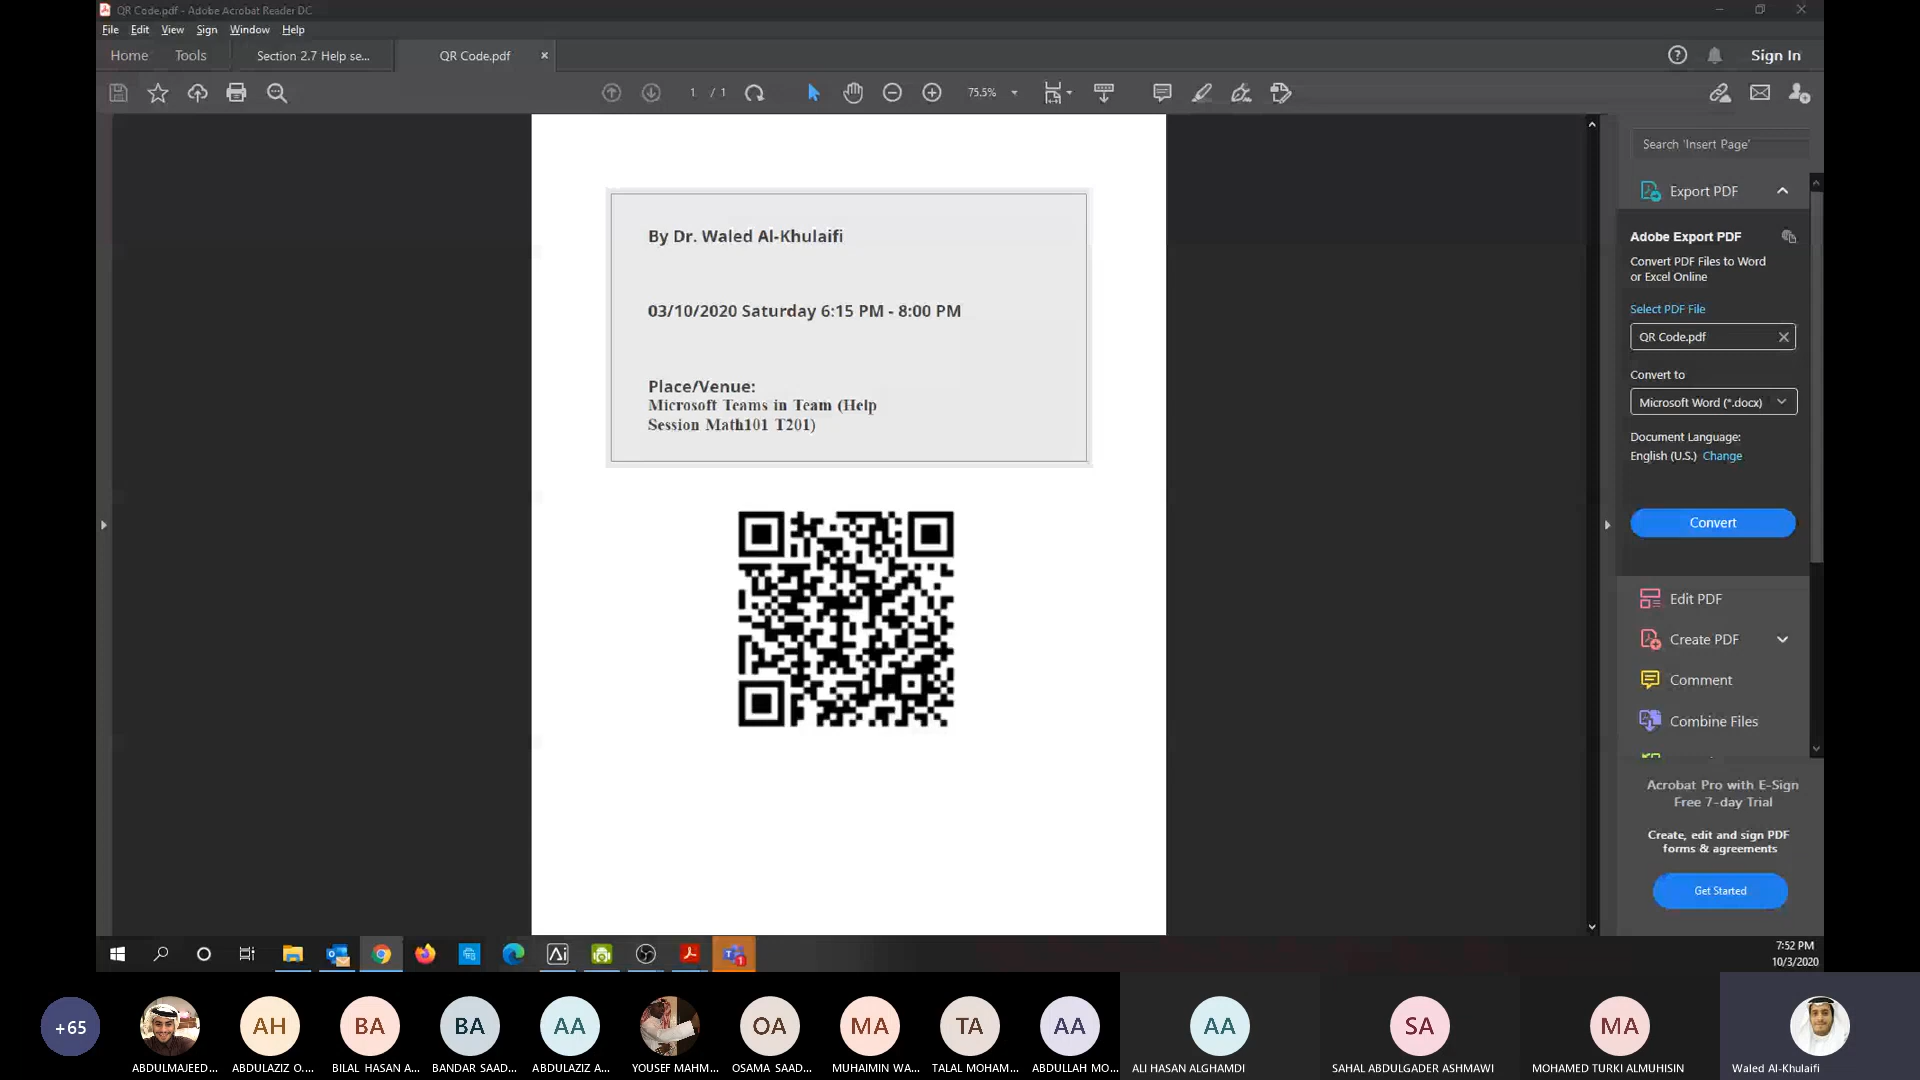 QR Code.pdf - Adobe Acrobat Reader DC
File Edit View Sign Window Help
Home Tools Section 2.7 Help se... QR Code.pdf × Sign In
1 / 1 75.5%
By Dr. Waled Al-Khulaifi
03/10/2020 Saturday 6:15 PM - 8:00 PM
Place/Venue:
Microsoft Teams in Team (Help
Session Math101 T201)
Search 'Insert Page'
Export PDF
Adobe Export PDF
Convert PDF Files to Word
or Excel Online
Select PDF File
QR Code.pdf
Convert to
Microsoft Word (*.docx)
Document Language:
English (U.S.) Change
Convert
Edit PDF
Create PDF
Comment
Combine Files
Acrobat Pro with E-Sign
Free 7-day Trial
Create, edit and sign PDF
forms & agreements
Get Started
7:52 PM
10/3/2020
+65 AH BA BA AA OA MA TA AA AA SA MA
ABDULMAJEED... ABDULAZIZ O.... BILAL HASAN A... BANDAR SAAD... ABDULAZIZ A... YOUSEF MAHM... OSAMA SAAD... MUHAIMIN WA... TALAL MOHAM... ABDULLAH MO... ALI HASAN ALGHAMDI SAHAL ABDULGADER ASHMAWI MOHAMED TURKI ALMUHISIN Waled Al-Khulaifi